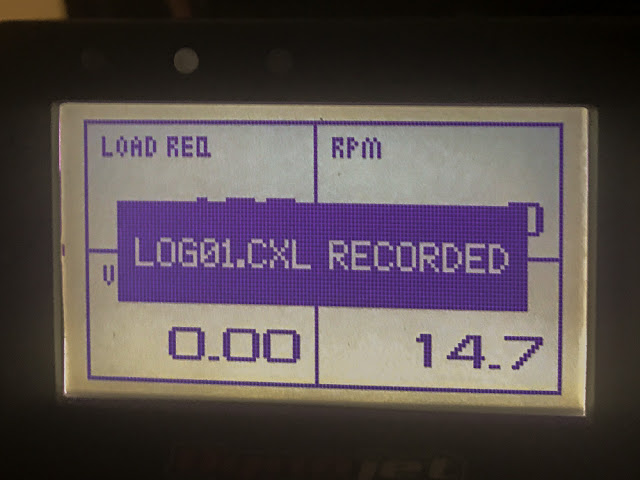 LOAD REQ
RPM
LOG01.CXL RECORDED
V
0.00
14.7